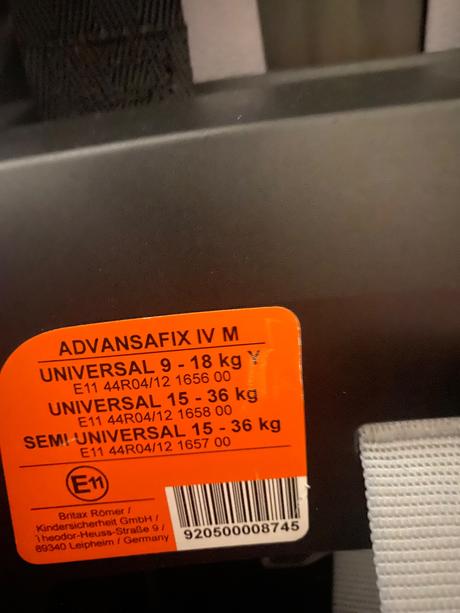 ADVANSAFIX IV M
UNIVERSAL 9 - 18 kg Y
E11 44R04/12 1656 00
UNIVERSAL 15 - 36 kg
E11 44R04/12 1658 00
SEMI UNIVERSAL 15 - 36 kg
E11 44R04/12 1657 00
E11
Britax Römer /
Kindersicherheit GmbH /
Theodor-Heuss-Straße 9 /
89340 Leipheim / Germany
920500008745